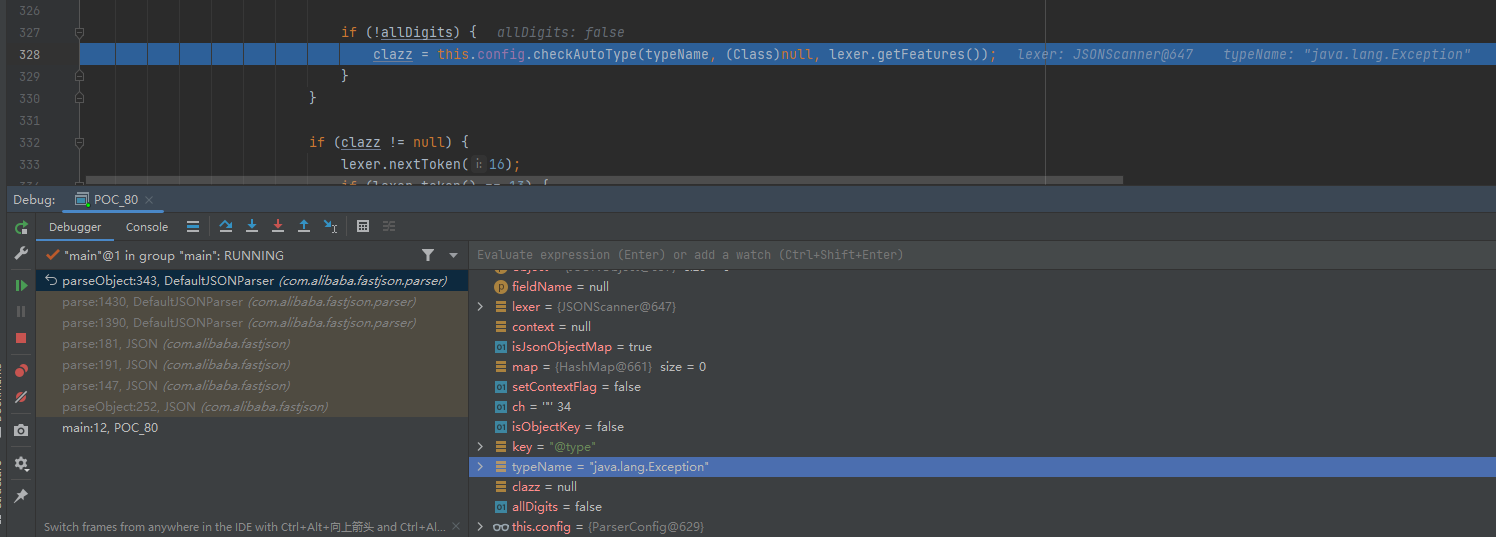 326
327 if (!allDigits) { allDigits: false
328 clazz = this.config.checkAutoType(typeName, (Class)null, lexer.getFeatures()); lexer: JSONScanner@647 typeName: "java.lang.Exception"
329 }
330 }
331
332 if (clazz != null) {
333 lexer.nextToken( i: 16);
Debug: POC_80
Debugger Console
"main"@1 in group "main": RUNNING
Evaluate expression (Enter) or add a watch (Ctrl+Shift+Enter)
parseObject:343, DefaultJSONParser (com.alibaba.fastjson.parser)
parse:1430, DefaultJSONParser (com.alibaba.fastjson.parser)
parse:1390, DefaultJSONParser (com.alibaba.fastjson.parser)
parse:181, JSON (com.alibaba.fastjson)
parse:191, JSON (com.alibaba.fastjson)
parse:147, JSON (com.alibaba.fastjson)
parseObject:252, JSON (com.alibaba.fastjson)
main:12, POC_80
fieldName = null
lexer = {JSONScanner@647}
context = null
isJsonObjectMap = true
map = {HashMap@661} size = 0
setContextFlag = false
ch = '"' 34
isObjectKey = false
key = "@type"
typeName = "java.lang.Exception"
clazz = null
allDigits = false
this.config = {ParserConfig@629}
Switch frames from anywhere in the IDE with Ctrl+Alt+向上箭头 and Ctrl+Al...